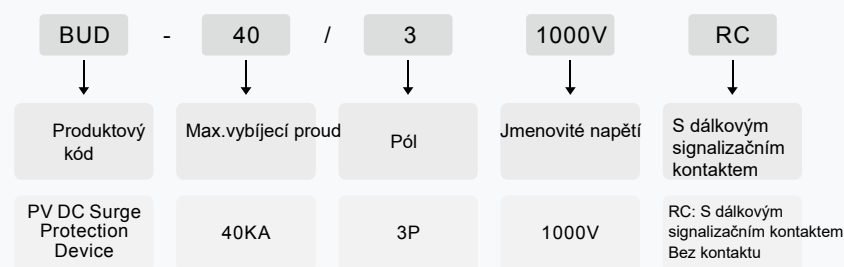 BUD - 40 / 3 1000V RC
Produktový
kód
Max.vybíjecí proud
Pól
Jmenovité napětí
S dálkovým
signalizačním
kontaktem
PV DC Surge
Protection
Device
40KA
3P
1000V
RC: S dálkovým
signalizačním kontaktem
Bez kontaktu